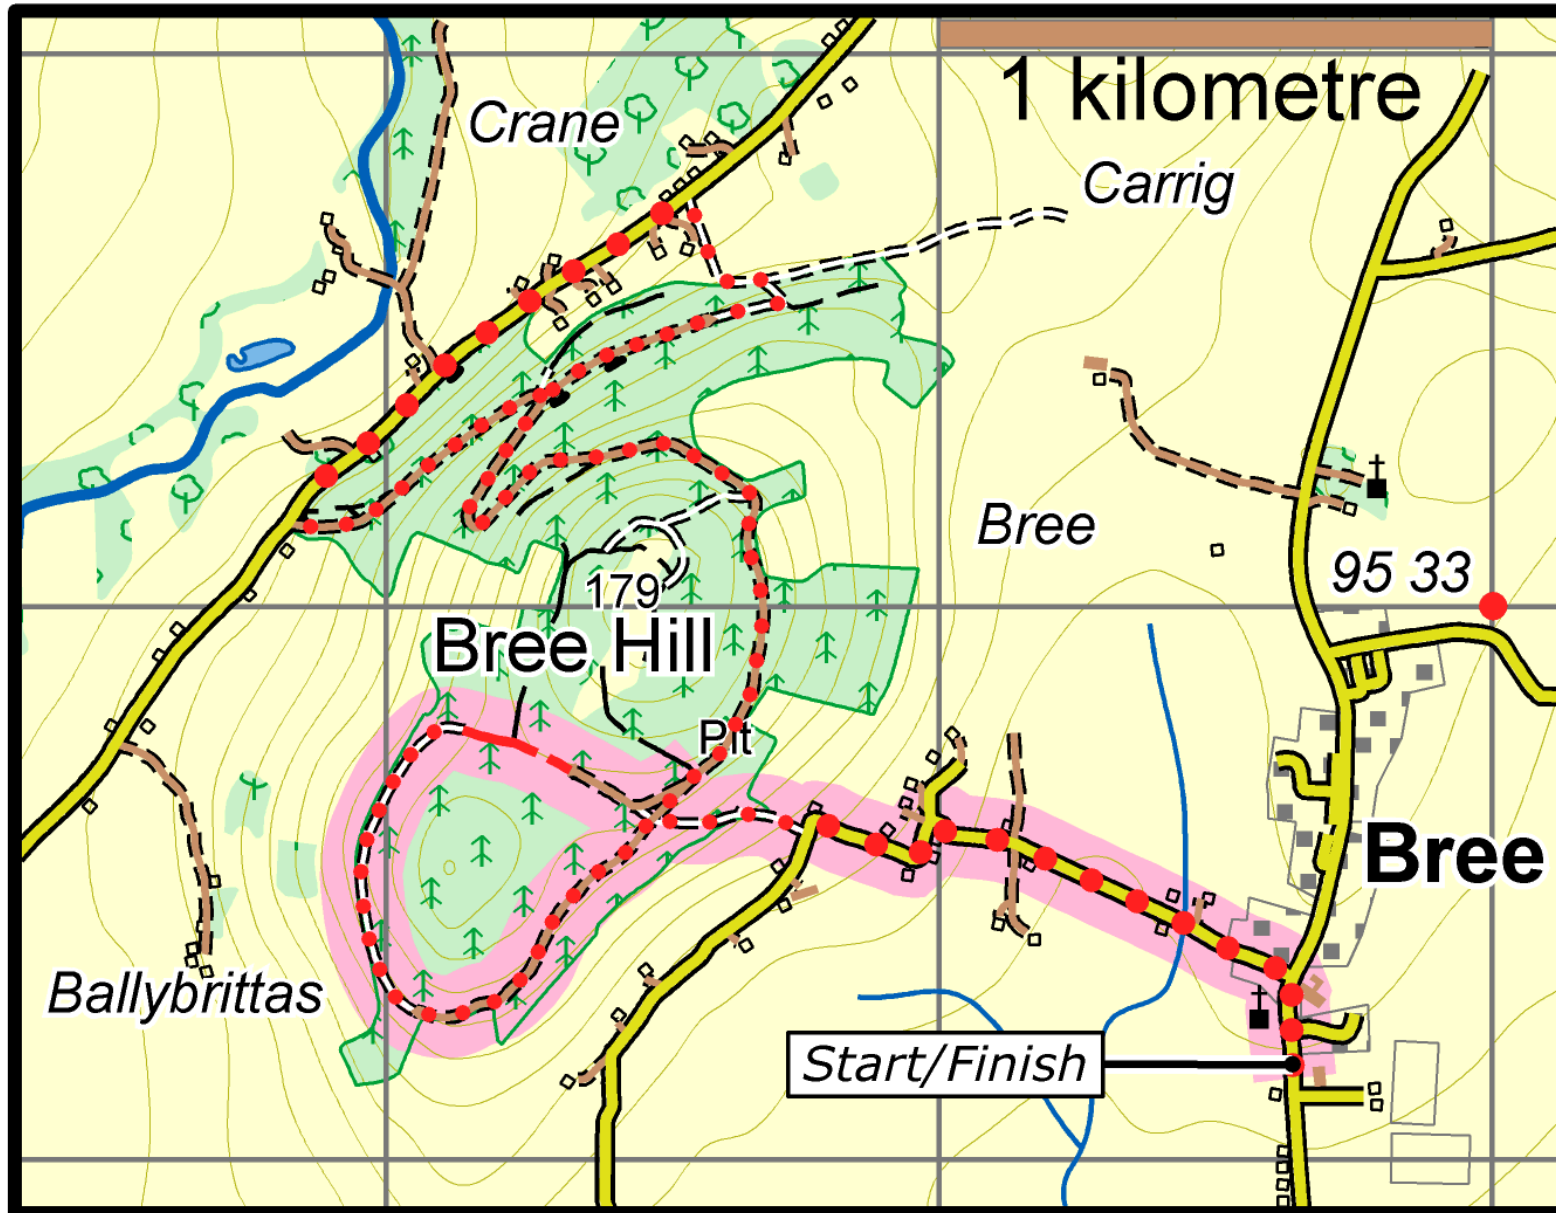 1 kilometre
Crane
Carrig
Bree
95 33
179
Bree Hill
Pit
Bree
Ballybrittas
Start/Finish